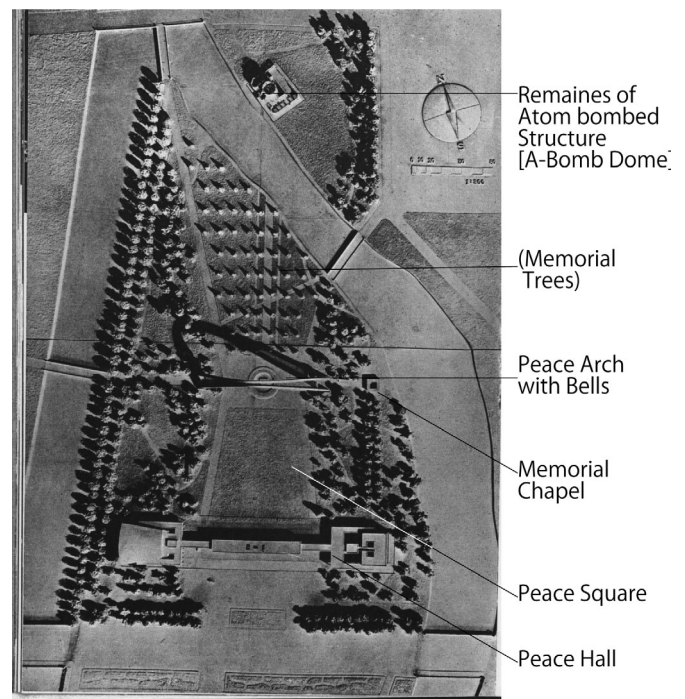 Remaines of
Atom bombed
Structure
[A-Bomb Dome]
(Memorial
Trees)
Peace Arch
with Bells
Memorial
Chapel
Peace Square
Peace Hall